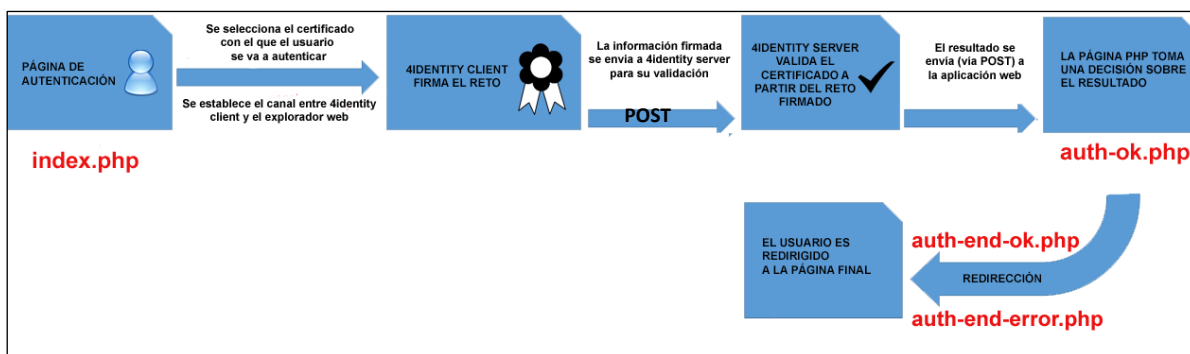 PÁGINA DE
AUTENTICACIÓN
index.php
Se selecciona el certificado
con el que el usuario
se va a autenticar
Se establece el canal entre 4identity
client y el explorador web
4IDENTITY CLIENT
FIRMA EL RETO
La información firmada
se envia a 4identity server
para su validación
POST
4IDENTITY SERVER
VALIDA EL
CERTIFICADO A
PARTIR DEL RETO
FIRMADO
El resultado se
envía (via POST) a
la aplicación web
LA PÁGINA PHP TOMA
UNA DECISIÓN SOBRE
EL RESULTADO
auth-ok.php
auth-end-ok.php
REDIRECCIÓN
auth-end-error.php
EL USUARIO ES
REDIRIGIDO
A LA PÁGINA FINAL